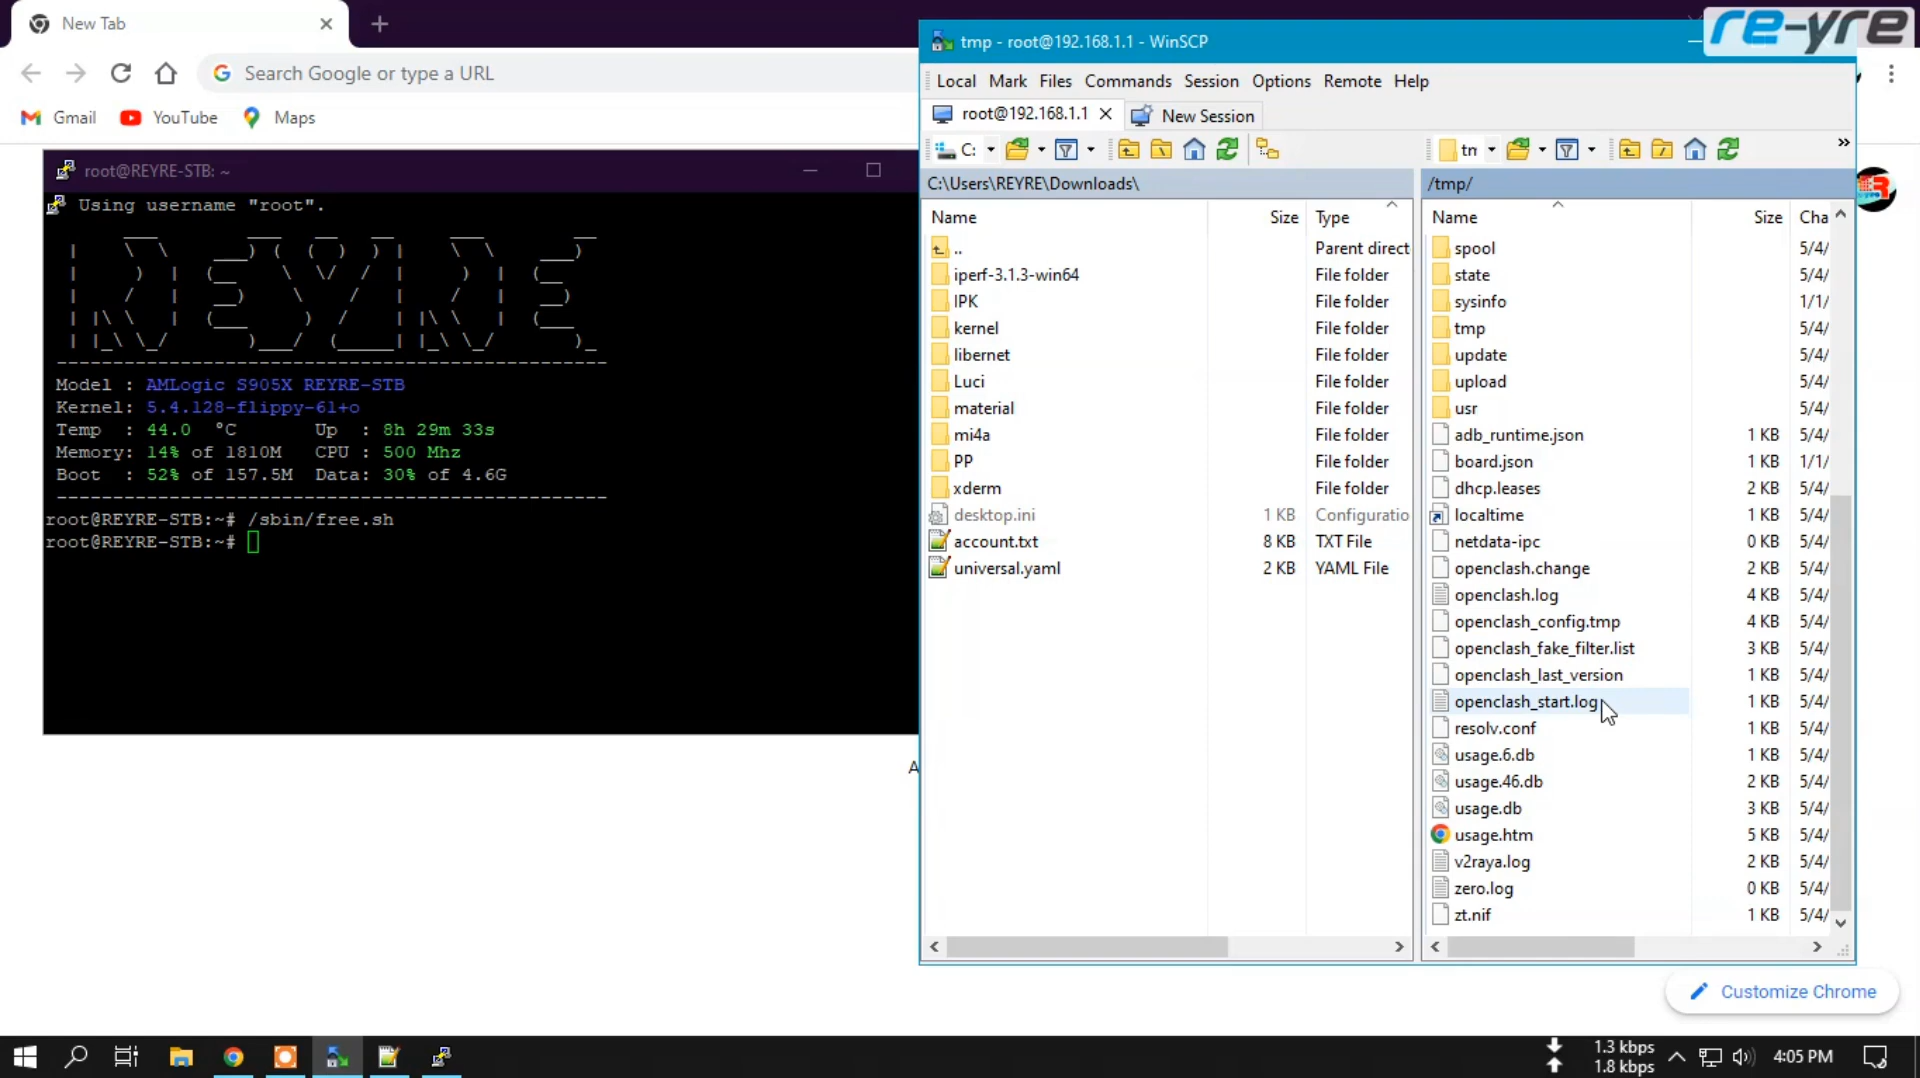 New Tab
Search Google or type a URL
Gmail
YouTube
Maps
re-yre
root@REYRE-STB: ~
Using username "root".
Model : AMLogic S905X REYRE-STB
Kernel: 5.4.128-flippy-61+o
Temp : 44.0 °C Up : 8h 29m 33s
Memory: 14% of 1810M CPU : 500 Mhz
Boot : 52% of 157.5M Data: 30% of 4.6G
root@REYRE-STB:~# /sbin/free.sh
root@REYRE-STB:~#
A
tmp - root@192.168.1.1 - WinSCP
Local Mark Files Commands Session Options Remote Help
root@192.168.1.1
New Session
C:
C:\Users\REYRE\Downloads\
Name Size Type
.. Parent direct
iperf-3.1.3-win64 File folder
IPK File folder
kernel File folder
libernet File folder
Luci File folder
material File folder
mi4a File folder
PP File folder
xderm File folder
desktop.ini 1 KB Configuratio
account.txt 8 KB TXT File
universal.yaml 2 KB YAML File
tm
/tmp/
Name Size Cha
spool 5/4/
state 5/4/
sysinfo 1/1/
tmp 5/4/
update 5/4/
upload 5/4/
usr 5/4/
adb_runtime.json 1 KB 5/4/
board.json 1 KB 1/1/
dhcp.leases 2 KB 5/4/
localtime 1 KB 5/4/
netdata-ipc 0 KB 5/4/
openclash.change 2 KB 5/4/
openclash.log 4 KB 5/4/
openclash_config.tmp 4 KB 5/4/
openclash_fake_filter.list 3 KB 5/4/
openclash_last_version 1 KB 5/4/
openclash_start.log 1 KB 5/4/
resolv.conf 1 KB 5/4/
usage.6.db 1 KB 5/4/
usage.46.db 2 KB 5/4/
usage.db 3 KB 5/4/
usage.htm 5 KB 5/4/
v2raya.log 2 KB 5/4/
zero.log 0 KB 5/4/
zt.nif 1 KB 5/4/
Customize Chrome
1.3 kbps
1.8 kbps
4:05 PM